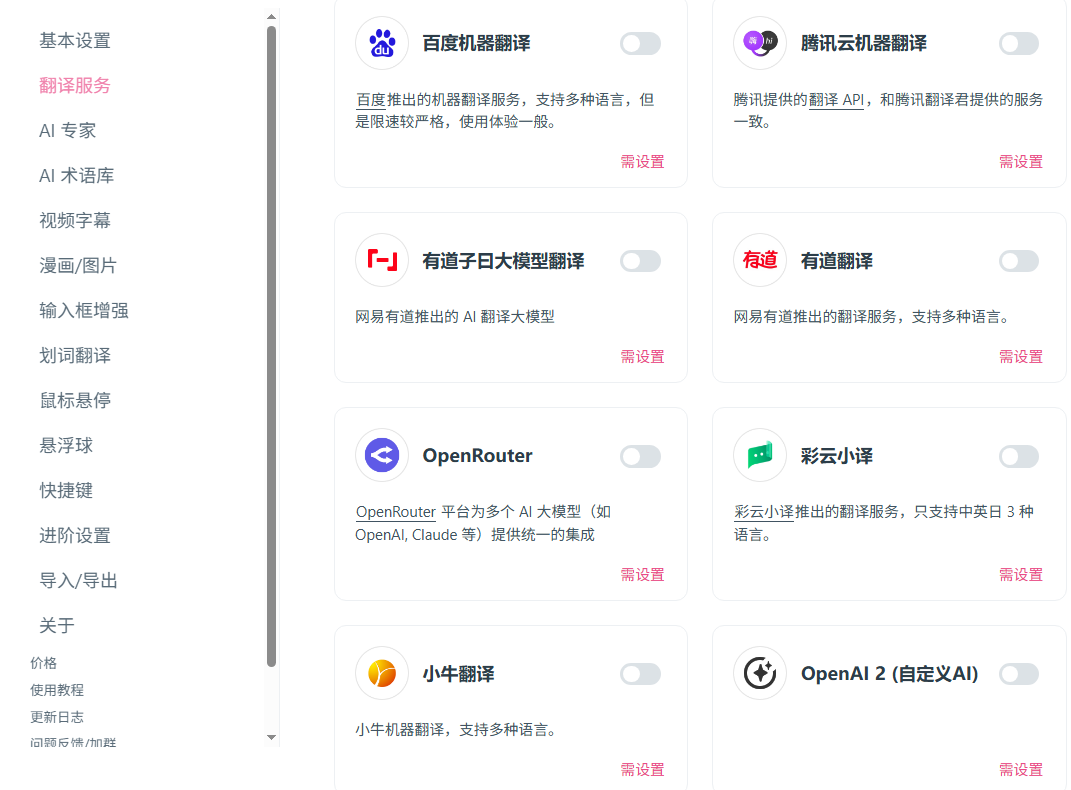 基本设置
翻译服务
AI 专家
AI 术语库
视频字幕
漫画/图片
输入框增强
划词翻译
鼠标悬停
悬浮球
快捷键
进阶设置
导入/导出
关于
价格
使用教程
更新日志
问题反馈/加群
du
百度机器翻译
百度推出的机器翻译服务，支持多种语言，但
是限速较严格，使用体验一般。
需设置
嗨
hi
腾讯云机器翻译
腾讯提供的翻译 API，和腾讯翻译君提供的服务
一致。
需设置
有道子曰大模型翻译
网易有道推出的 AI 翻译大模型
需设置
有道
有道翻译
网易有道推出的翻译服务，支持多种语言。
需设置
OpenRouter
OpenRouter 平台为多个 AI 大模型（如
OpenAI, Claude 等）提供统一的集成
需设置
彩云小译
彩云小译推出的翻译服务，只支持中英日 3 种
语言。
需设置
小牛翻译
小牛机器翻译，支持多种语言。
需设置
OpenAI 2 (自定义AI)
需设置